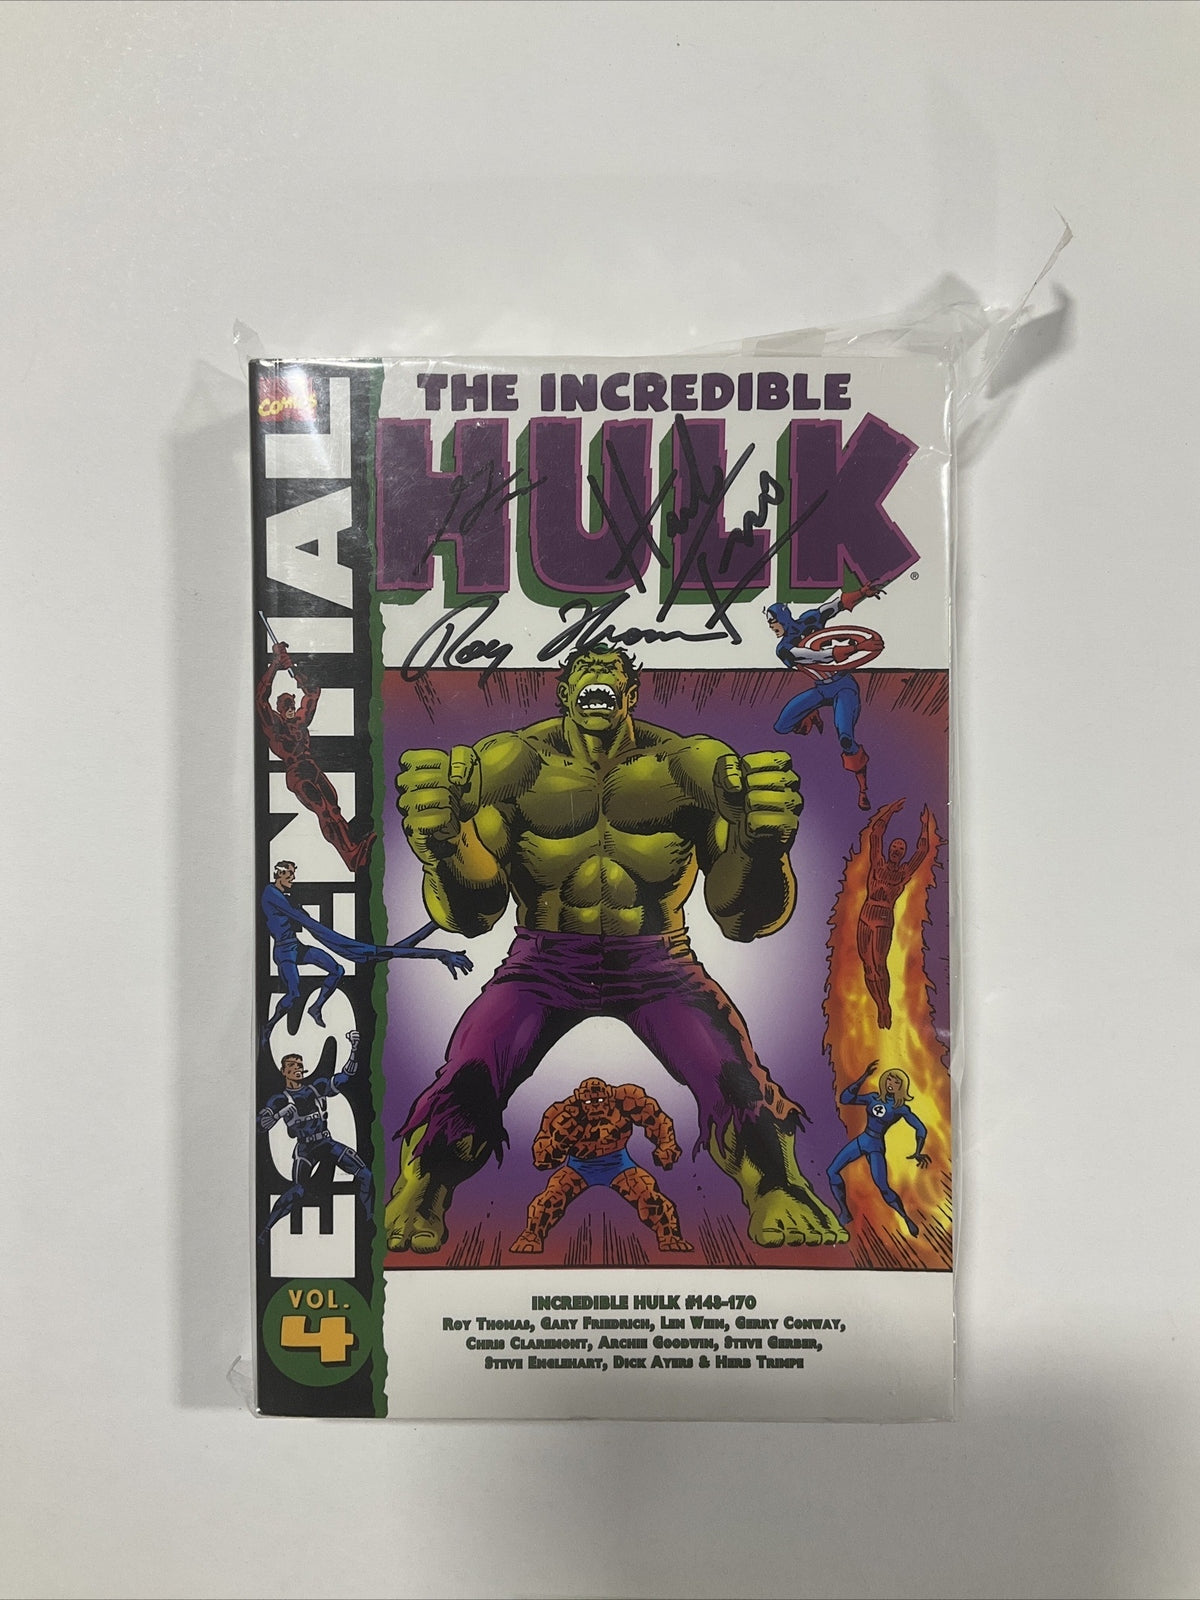 THE INCREDIBLE
HULK
®
Roy Thomas
MARVEL
COMICS
ESSENTIAL
VOL.
4
INCREDIBLE HULK #143-170
ROY THOMAS, GARY FRIEDRICH, LEN WEIN, GERRY CONWAY,
CHRIS CLAREMONT, ARCHIE GOODWIN, STEVE GERBER,
STEVE ENGLEHART, DICK AYERS & HERB TRIMPE